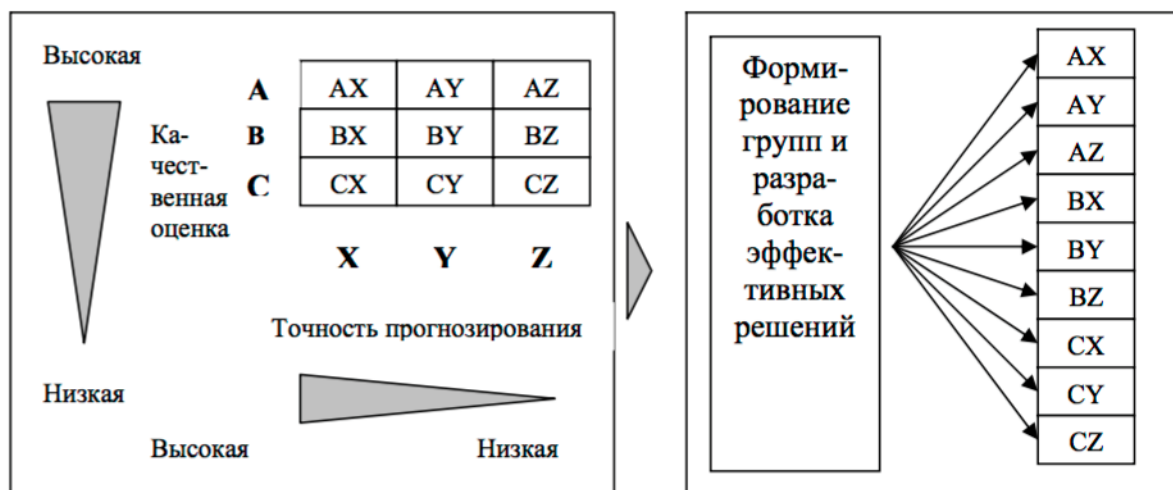 Высокая
Ка-
чест-
венная
оценка
A AX AY AZ
B BX BY BZ
C CX CY CZ
X Y Z
Точность прогнозирования
Низкая
Высокая Низкая
Форми-
рование
групп и
разра-
ботка
эффек-
тивных
решений
AX
AY
AZ
BX
BY
BZ
CX
CY
CZ